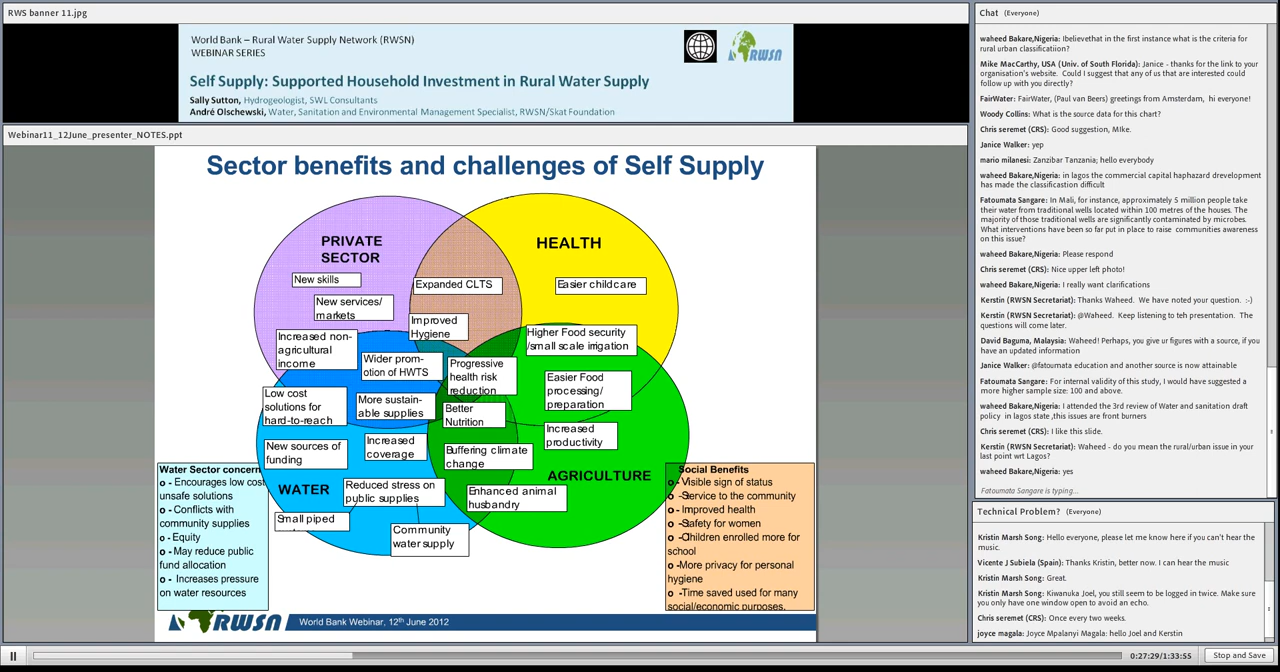 RWS banner 11.jpg
World Bank – Rural Water Supply Network (RWSN)
WEBINAR SERIES
RWSN
Self Supply: Supported Household Investment in Rural Water Supply
Sally Sutton, Hydrogeologist, SWL Consultants
André Olschewski, Water, Sanitation and Environmental Management Specialist, RWSN/Skat Foundation
Webinar11_12June_presenter_NOTES.ppt
Sector benefits and challenges of Self Supply
PRIVATE
SECTOR
HEALTH
New skills
New services/
markets
Increased non-
agricultural
income
Expanded CLTS
Improved
Hygiene
Easier childcare
Higher Food security
/small scale irrigation
Wider prom-
otion of HWTS
Progressive
health risk
reduction
Easier Food
processing/
preparation
Low cost
solutions for
hard-to-reach
More sustain-
able supplies
Better
Nutrition
Increased
productivity
New sources of
funding
Increased
coverage
Buffering climate
change
AGRICULTURE
WATER
Reduced stress on
public supplies
Enhanced animal
husbandry
Small piped
Community
water supply
Water Sector concern
o - Encourages low cost
unsafe solutions
o - Conflicts with
community supplies
o - Equity
o - May reduce public
fund allocation
o - Increases pressure
on water resources
Social Benefits
o -Visible sign of status
o -Service to the community
o - Improved health
o -Safety for women
o -Children enrolled more for
school
o -More privacy for personal
hygiene
o -Time saved used for many
social/economic purposes.
RWSN
World Bank Webinar, 12th June 2012
Chat (Everyone)
waheed Bakare,Nigeria: Ibelievethat in the first instance what is the criteria for
rural urban classificatiion?
Mike MacCarthy, USA (Univ. of South Florida): Janice - thanks for the link to your
organisation's website. Could I suggest that any of us that are interested could
follow up with you directly?
FairWater: FairWater, (Paul van Beers) greetings from Amsterdam, hi everyone!
Woody Collins: What is the source data for this chart?
Chris seremet (CRS): Good suggestion, MIke.
Janice Walker: yep
mario milanesi: Zanzibar Tanzania; hello everybody
waheed Bakare,Nigeria: in lagos the commercial capital haphazard drevelopment
has made the classification difficult
Fatoumata Sangare: In Mali, for instance, approximately 5 million people take
their water from traditional wells located within 100 metres of the houses. The
majority of those traditional wells are significantly contaminated by microbes.
What interventions have been so far put in place to raise communities awareness
on this issue?
waheed Bakare,Nigeria: Please respond
Chris seremet (CRS): Nice upper left photo!
waheed Bakare,Nigeria: I really want clarifications
Kerstin (RWSN Secretariat): Thanks Waheed. We have noted your question. :-)
Kerstin (RWSN Secretariat): @Waheed. Keep listening to teh presentation. The
questions will come later.
David Baguma, Malaysia: Waheed! Perhaps, you give ur figures with a source, if you
have an updated information
Janice Walker: @fatoumata education and another source is now attainable
Fatoumata Sangare: For internal validity of this study, I would have suggested a
more higher sample size: 100 and above.
waheed Bakare,Nigeria: I attended the 3rd review of Water and sanitation draft
policy in lagos state ,this issues are front burners
Chris seremet (CRS): I like this slide.
Kerstin (RWSN Secretariat): Waheed - do you mean the rural/urban issue in your
last point wrt Lagos?
waheed Bakare,Nigeria: yes
Fatoumata Sangare is typing...
Technical Problem? (Everyone)
Kristin Marsh Song: Hello everyone, please let me know here if you can't hear the
music.
Vicente J Subiela (Spain): Thanks Kristin, better now. I can hear the music
Kristin Marsh Song: Great.
Kristin Marsh Song: Kiwanuka Joel, you still seem to be logged in twice. Make sure
you only have one window open to avoid an echo.
Chris seremet (CRS): Once every two weeks.
joyce magala: Joyce Mpalanyi Magala: hello Joel and Kerstin
0:27:29/1:33:55
Stop and Save